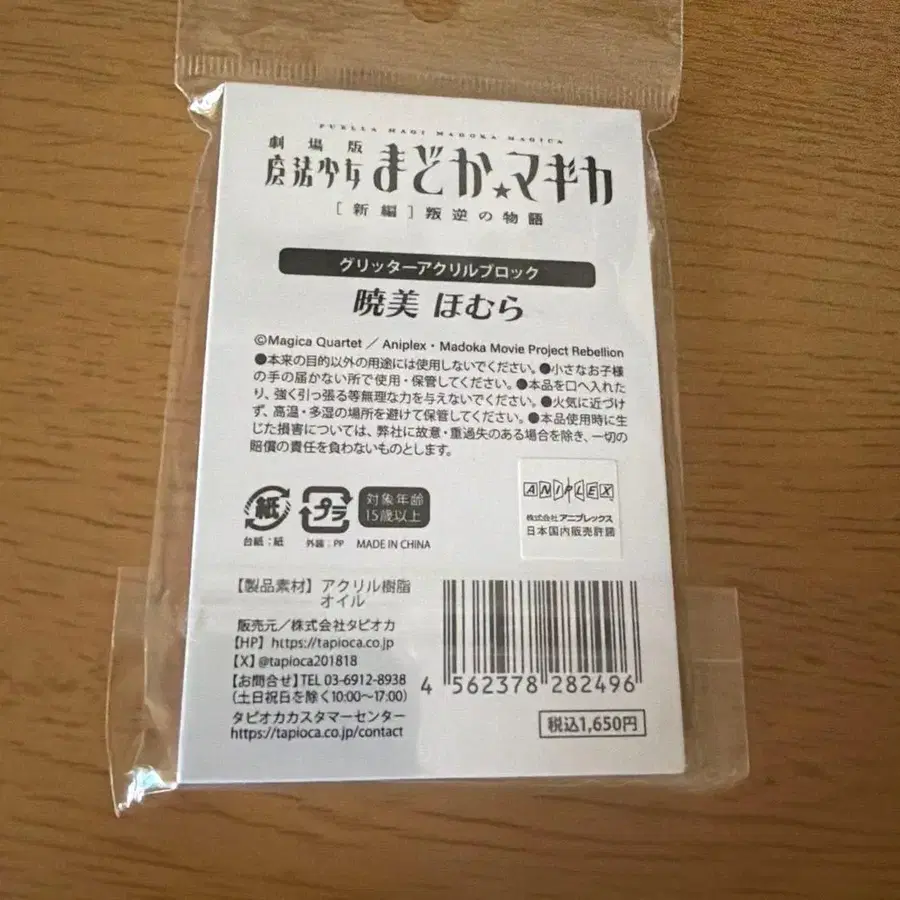 PUELLA MAGI MADOKA MAGICA
劇場版
魔法少女まどか★マギカ
[新編]叛逆の物語
グリッターアクリルブロック
暁美 ほむら
©Magica Quartet / Aniplex・Madoka Movie Project Rebellion
●本来の目的以外の用途には使用しないでください。●小さなお子様
の手の届かない所で使用・保管してください。●本品を口へ入れた
り、強く引っ張る等無理な力を与えないでください。●火気に近づけ
ず、高温・多湿の場所を避けて保管してください。●本品使用時に生
じた損害については、弊社に故意・重過失のある場合を除き、一切の
賠償の責任を負わないものとします。
紙
台紙:紙
プラ
外装:PP
対象年齢
15歳以上
MADE IN CHINA
ANIPLEX
株式会社アニプレックス
日本国内販売許諾
【製品素材】アクリル樹脂
オイル
販売元/株式会社タピオカ
【HP】https://tapioca.co.jp
【X】@tapioca201818
【お問合せ】TEL 03-6912-8938
(土日祝日を除く10:00〜17:00)
タピオカカスタマーセンター
https://tapioca.co.jp/contact
4 562378 282496
税込1,650円